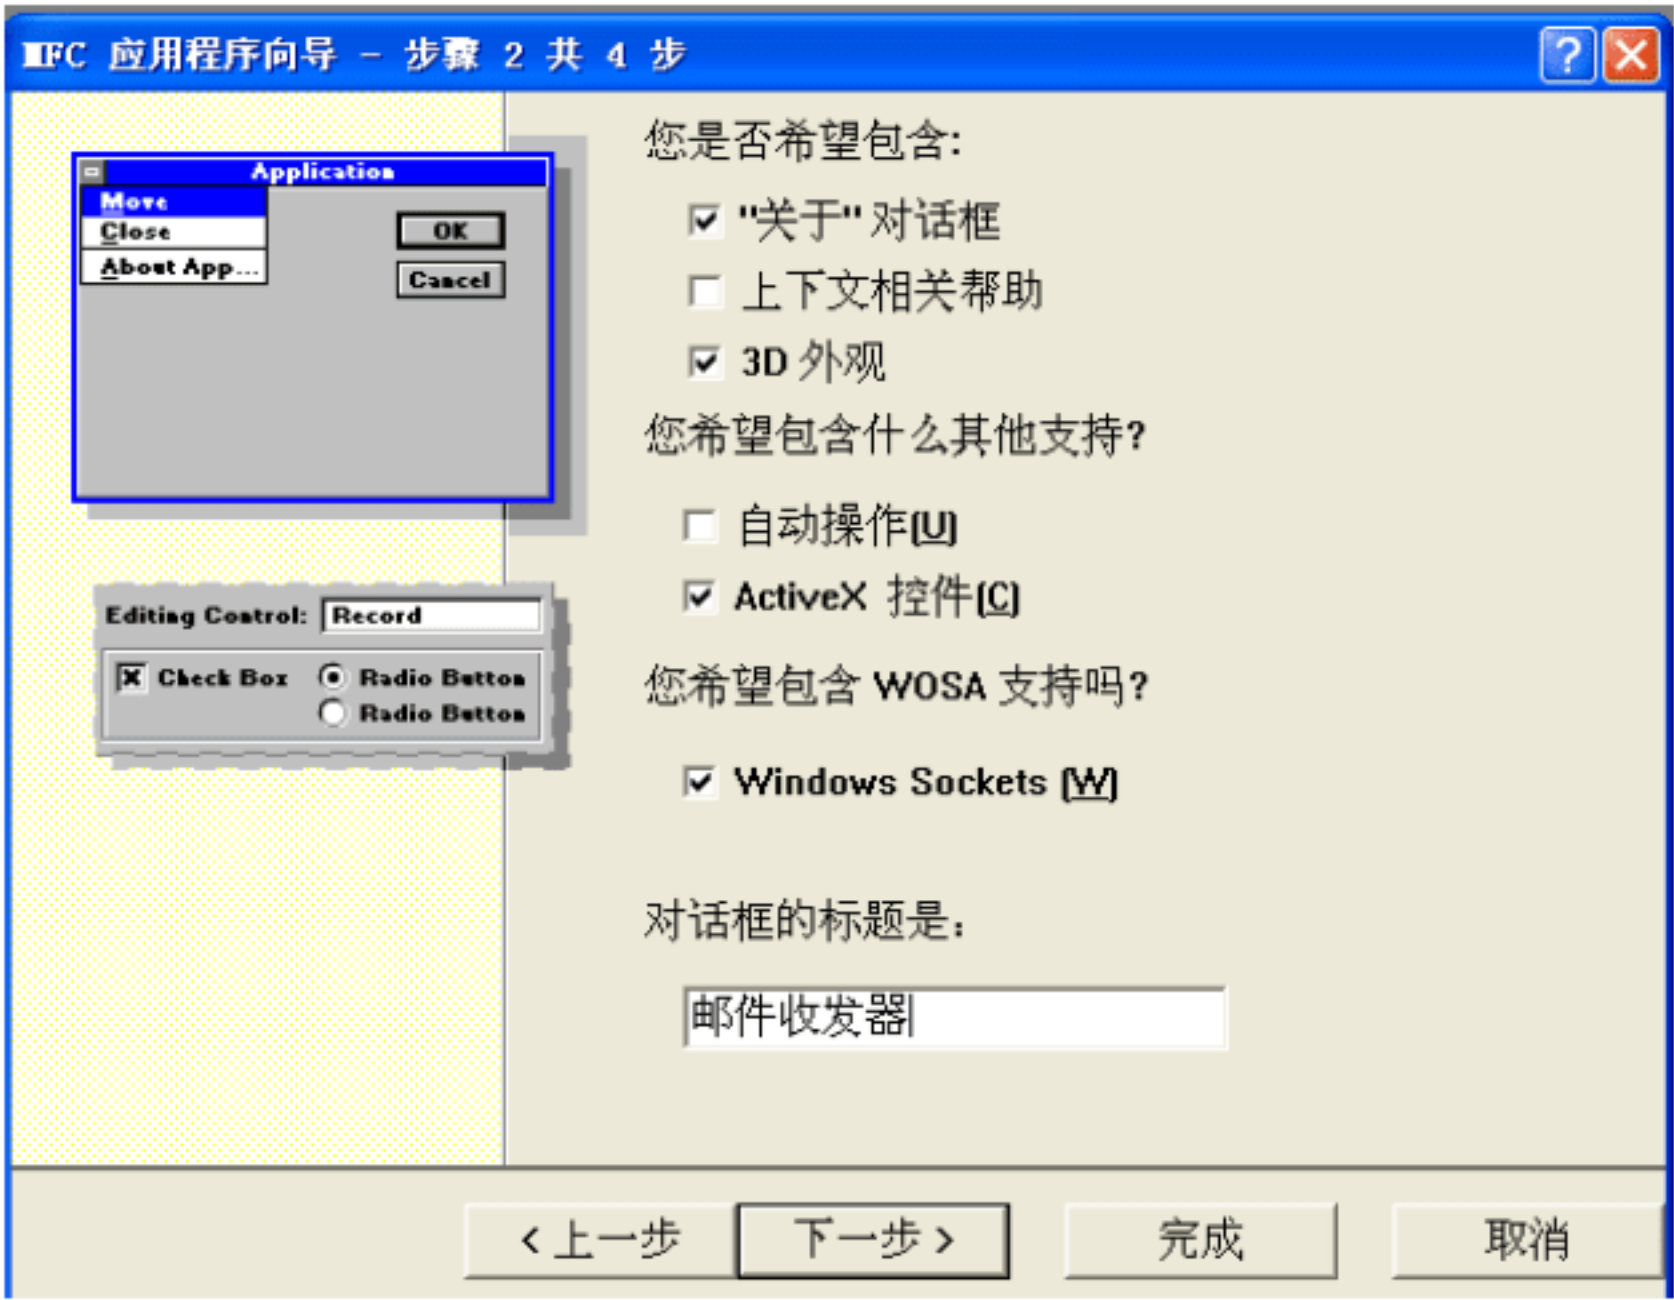 MFC 应用程序向导 - 步骤 2 共 4 步
Application
Move
Close
About App...
OK
Cancel
Editing Control: Record
Check Box
Radio Button
Radio Button
您是否希望包含:
"关于" 对话框
上下文相关帮助
3D 外观
您希望包含什么其他支持?
自动操作(U)
ActiveX 控件(C)
您希望包含 WOSA 支持吗?
Windows Sockets (W)
对话框的标题是:
邮件收发器
< 上一步
下一步 >
完成
取消